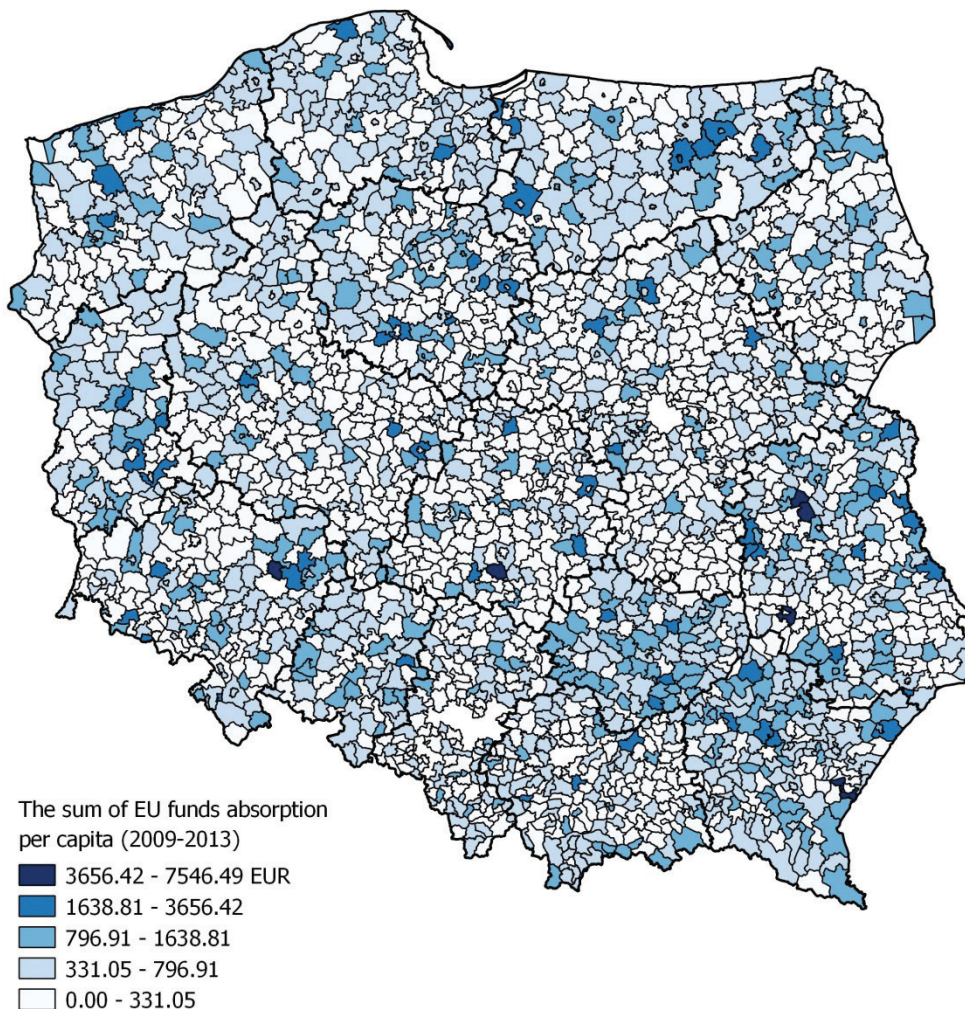 The sum of EU funds absorption
per capita (2009-2013)
3656.42 - 7546.49 EUR
1638.81 - 3656.42
796.91 - 1638.81
331.05 - 796.91
0.00 - 331.05